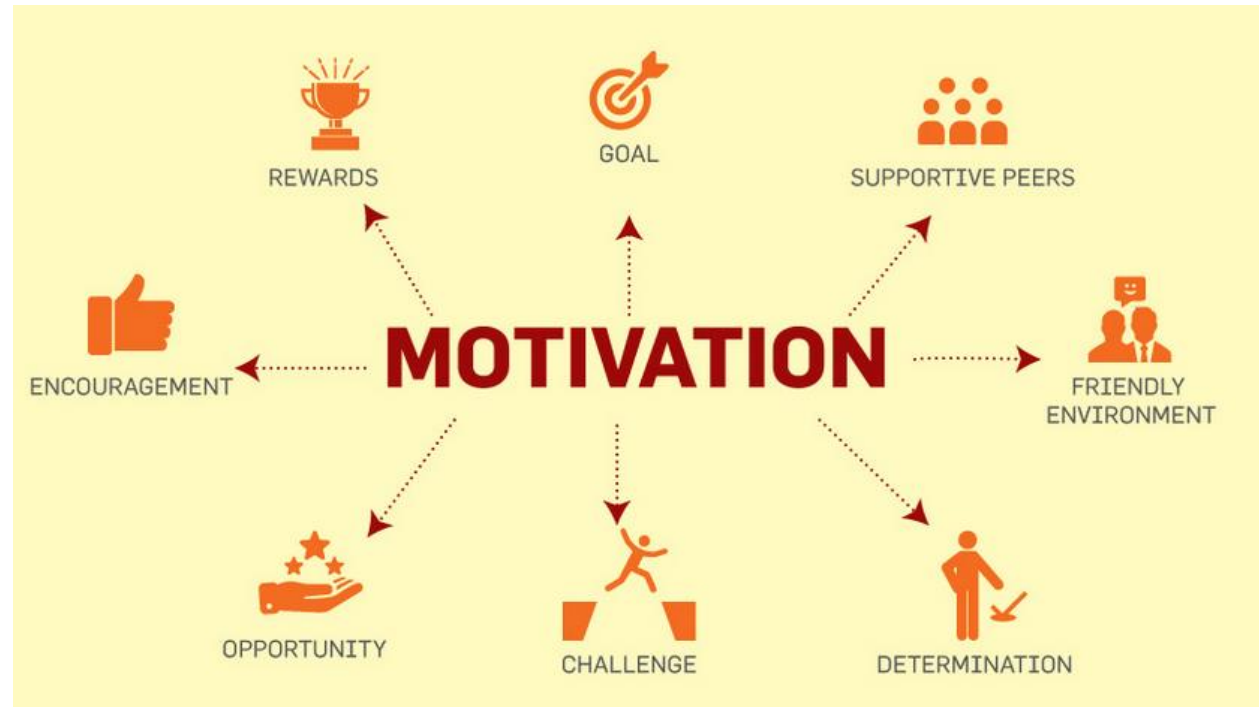 REWARDS
GOAL
SUPPORTIVE PEERS
MOTIVATION
ENCOURAGEMENT
FRIENDLY
ENVIRONMENT
OPPORTUNITY
CHALLENGE
DETERMINATION